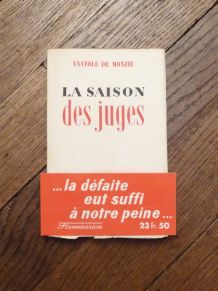 ANATOLE DE MONZIE
LA SAISON
des juges
...la défaite
eut suffi
à notre peine...
Flammarion 23 fr. 50